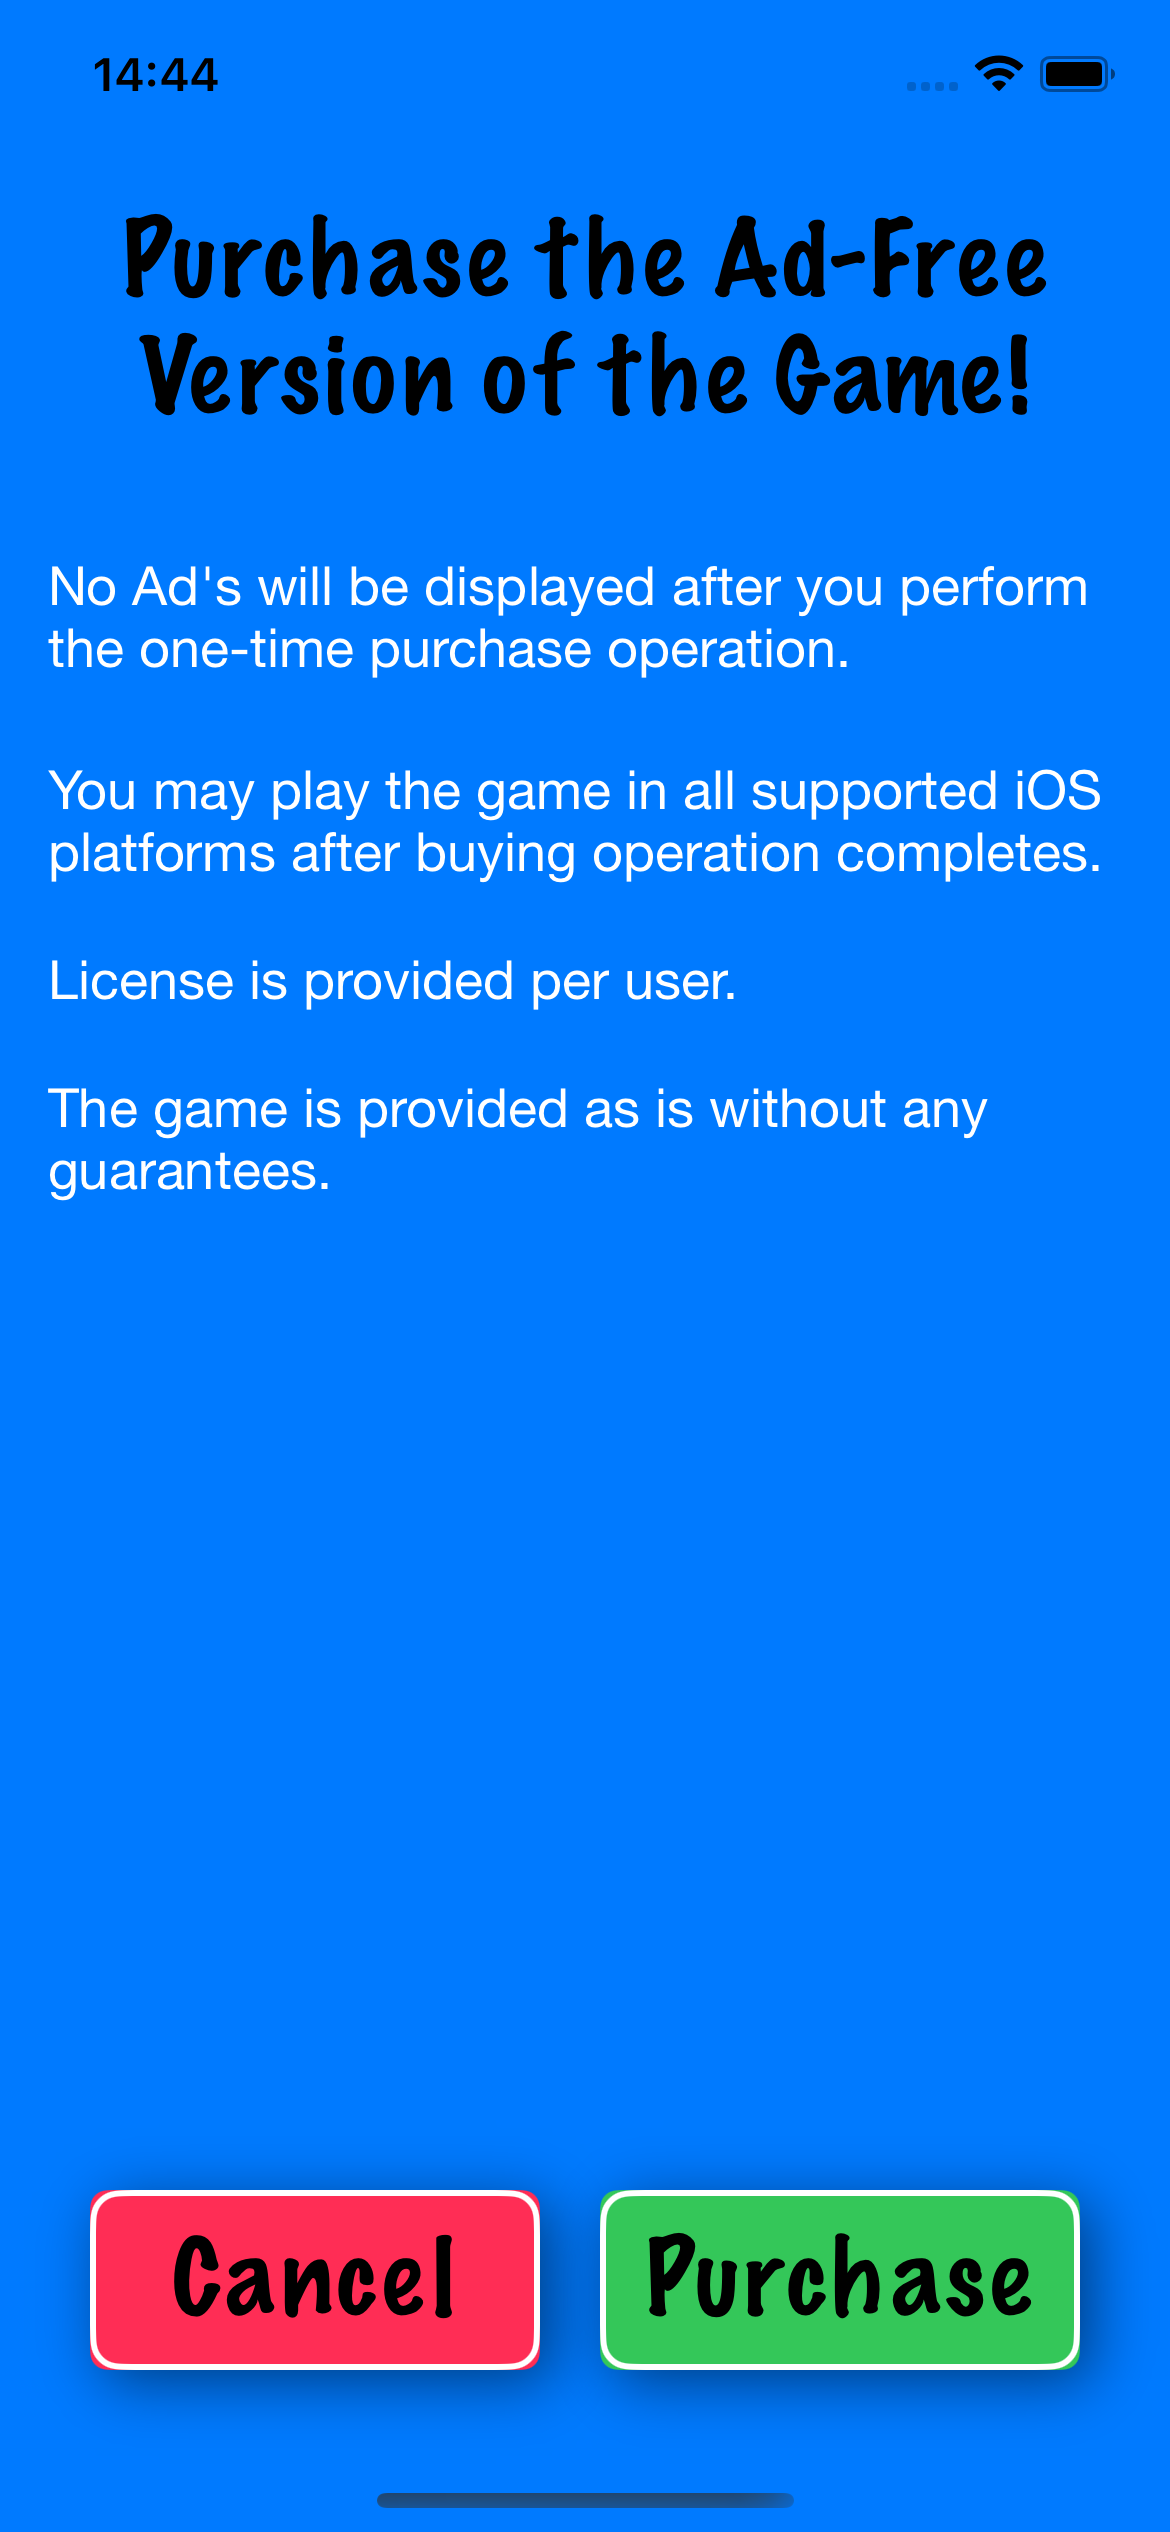 14:44
Purchase the Ad-Free
Version of the Game!
No Ad's will be displayed after you perform
the one-time purchase operation.
You may play the game in all supported iOS
platforms after buying operation completes.
License is provided per user.
The game is provided as is without any
guarantees.
Cancel
Purchase